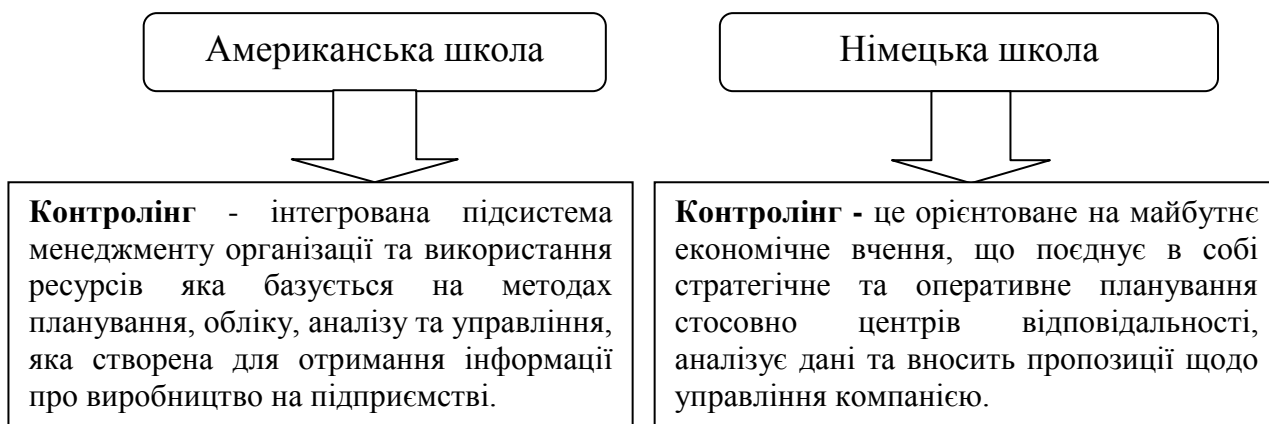 Американська школа
Контролінг - інтегрована підсистема
менеджменту організації та використання
ресурсів яка базується на методах
планування, обліку, аналізу та управління,
яка створена для отримання інформації
про виробництво на підприємстві.
Німецька школа
Контролінг - це орієнтоване на майбутнє
економічне вчення, що поєднує в собі
стратегічне та оперативне планування
стосовно центрів відповідальності,
аналізує дані та вносить пропозиції щодо
управління компанією.